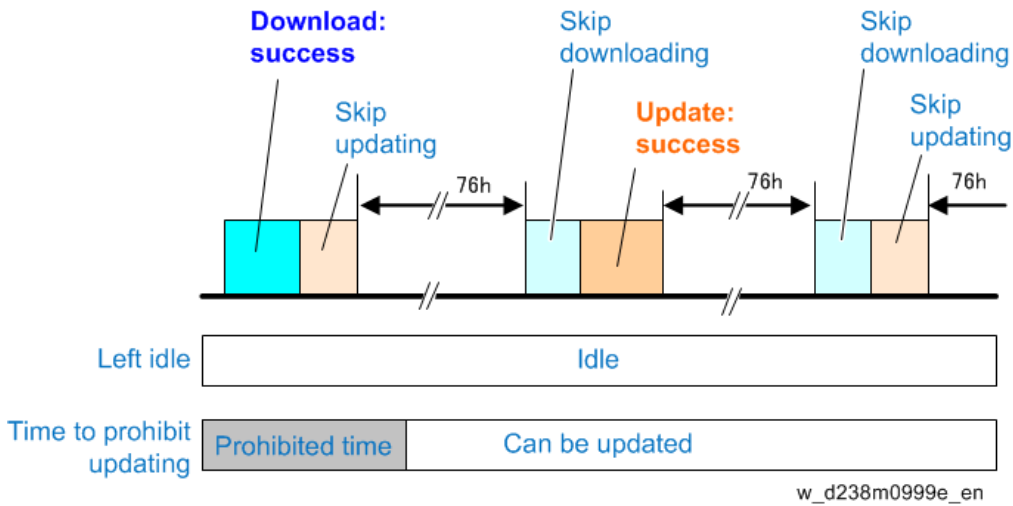 Download:
success
Skip
updating
Skip
downloading
Update:
success
Skip
downloading
Skip
updating
76h
76h
76h
Left idle
Idle
Time to prohibit
updating
Prohibited time
Can be updated
w_d238m0999e_en